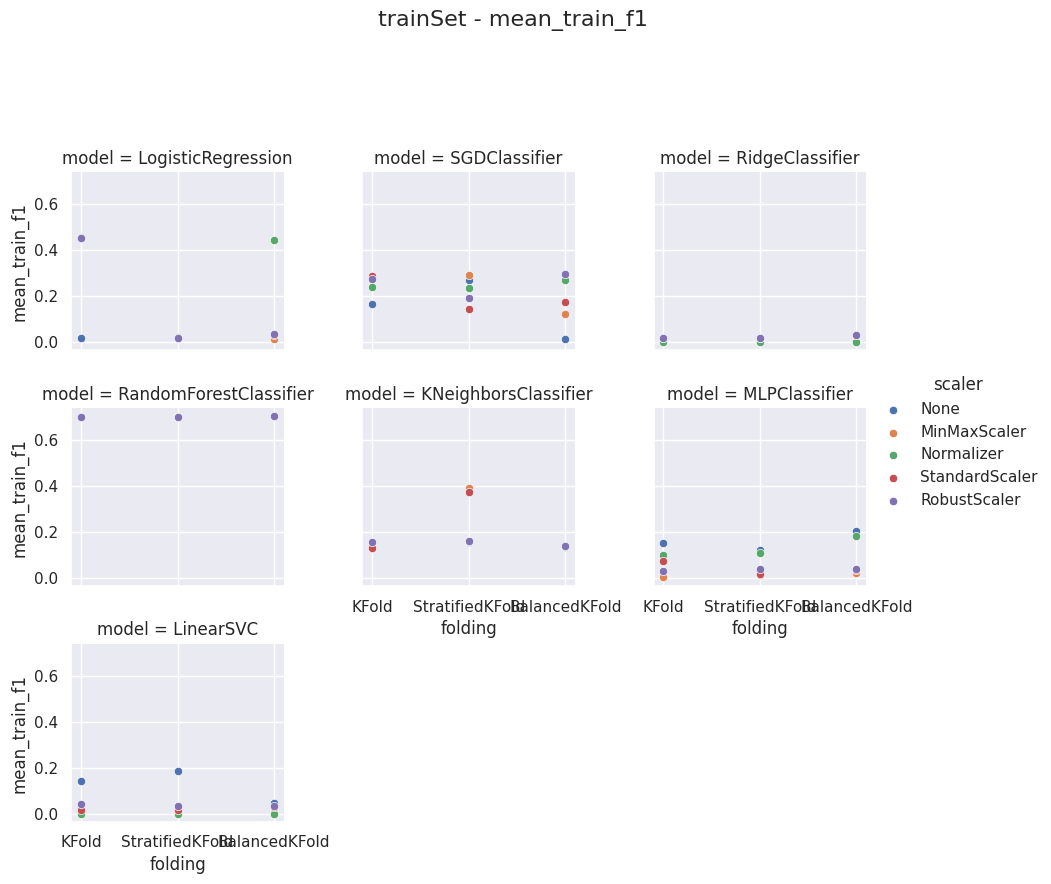 trainSet - mean_train_f1
model = LogisticRegression
model = SGDClassifier
model = RidgeClassifier
mean_train_f1
0.6
0.4
0.2
0.0
model = RandomForestClassifier
model = KNeighborsClassifier
model = MLPClassifier
mean_train_f1
0.6
0.4
0.2
0.0
KFold
StratifiedKFold
BalancedKFold
folding
KFold
StratifiedKFold
BalancedKFold
folding
scaler
None
MinMaxScaler
Normalizer
StandardScaler
RobustScaler
model = LinearSVC
mean_train_f1
0.6
0.4
0.2
0.0
KFold
StratifiedKFold
BalancedKFold
folding